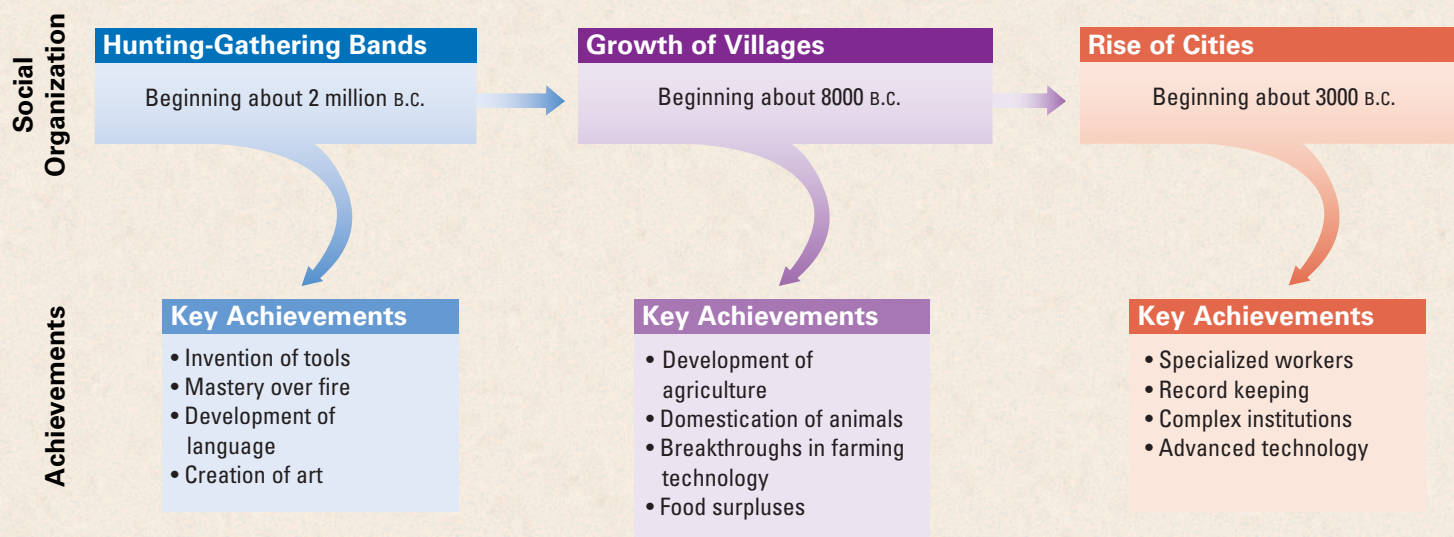 Social
Organization
Hunting-Gathering Bands
Beginning about 2 million B.C.
Growth of Villages
Beginning about 8000 B.C.
Rise of Cities
Beginning about 3000 B.C.
Achievements
Key Achievements
• Invention of tools
• Mastery over fire
• Development of
language
• Creation of art
Key Achievements
• Development of
agriculture
• Domestication of animals
• Breakthroughs in farming
technology
• Food surpluses
Key Achievements
• Specialized workers
• Record keeping
• Complex institutions
• Advanced technology